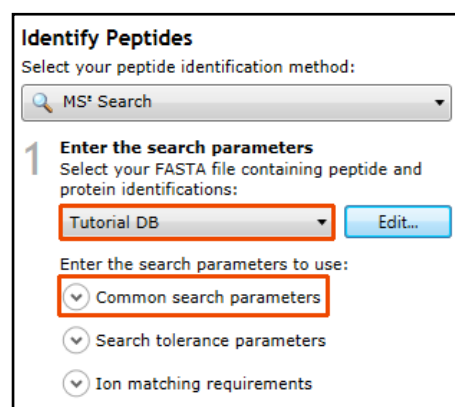 Identify Peptides
Select your peptide identification method:
MSᴱ Search
1 Enter the search parameters
Select your FASTA file containing peptide and
protein identifications:
Tutorial DB Edit...
Enter the search parameters to use:
Common search parameters
Search tolerance parameters
Ion matching requirements